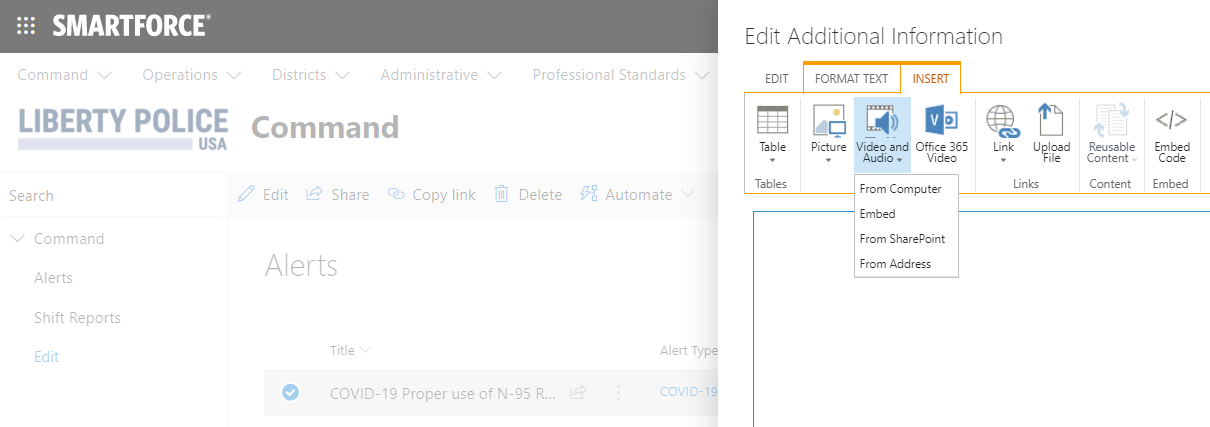 SMARTFORCE®
Command Operations Districts Administrative Professional Standards
LIBERTY POLICE
USA
Command
Search
Command
Alerts
Shift Reports
Edit
Edit Share Copy link Delete Automate
Alerts
Title Alert Type
COVID-19 Proper use of N-95 R... COVID-19
Edit Additional Information
EDIT FORMAT TEXT INSERT
Table
Tables
Picture
Video and
Audio
Office 365
Video
Link
Upload
File
Links
Reusable
Content
Content
Embed
Code
Embed
From Computer
Embed
From SharePoint
From Address